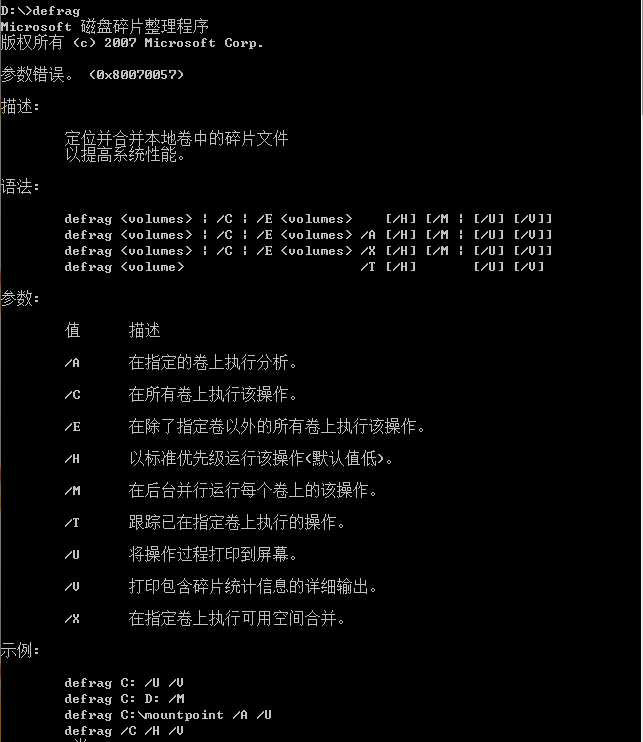 D:\>defrag
Microsoft 磁盘碎片整理程序
版权所有 (c) 2007 Microsoft Corp.
参数错误。 (0x80070057)
描述:
定位并合并本地卷中的碎片文件
以提高系统性能。
语法:
defrag <volumes> | /C | /E <volumes> [/H] [/M | [/U] [/V]]
defrag <volumes> | /C | /E <volumes> /A [/H] [/M | [/U] [/V]]
defrag <volumes> | /C | /E <volumes> /X [/H] [/M | [/U] [/V]]
defrag <volume> /T [/H] [/U] [/V]
参数:
值 描述
/A 在指定的卷上执行分析。
/C 在所有卷上执行该操作。
/E 在除了指定卷以外的所有卷上执行该操作。
/H 以标准优先级运行该操作(默认值低)。
/M 在后台并行运行每个卷上的该操作。
/T 跟踪已在指定卷上执行的操作。
/U 将操作过程打印到屏幕。
/V 打印包含碎片统计信息的详细输出。
/X 在指定卷上执行可用空间合并。
示例:
defrag C: /U /V
defrag C: D: /M
defrag C:\mountpoint /A /U
defrag /C /H /V